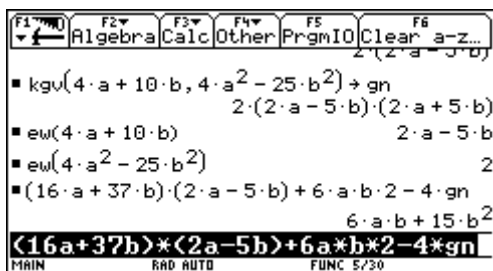 F1 F2 F3 F4 F5 F6
Algebra Calc Other PrgmIO Clear a-z…
▪ kgv(4·a + 10·b, 4·a² − 25·b²) → gn
2·(2·a − 5·b)·(2·a + 5·b)
▪ ew(4·a + 10·b) 2·a − 5·b
▪ ew(4·a² − 25·b²) 2
▪ (16·a + 37·b)·(2·a − 5·b) + 6·a·b·2 − 4·gn
6·a·b + 15·b²
(16a+37b)*(2a-5b)+6a*b*2-4*gn
MAIN RAD AUTO FUNC 5/30